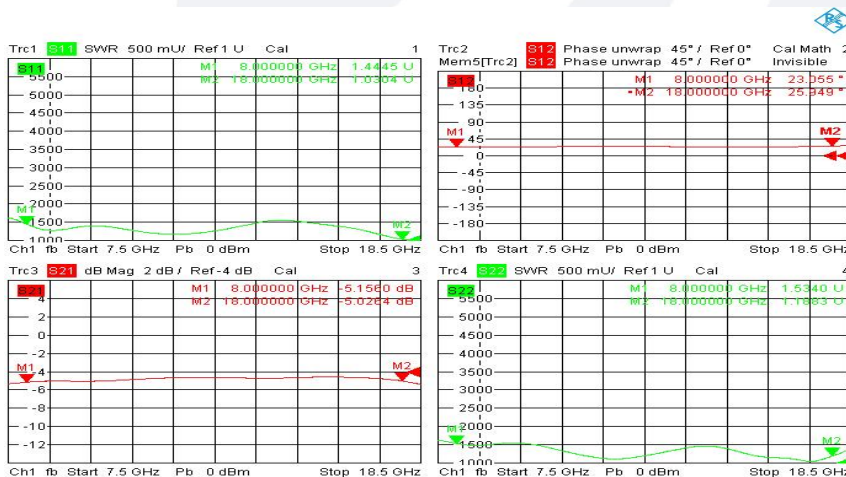 Trc1 S11 SWR 500 mU/ Ref 1 U Cal 1
S11
M1 8.000000 GHz 1.4445 U
M2 18.000000 GHz 1.0304 U
5500
5000
4500
4000
3500
3000
2500
2000
M1
1500
M2
1000
Ch1 fb Start 7.5 GHz Pb 0 dBm Stop 18.5 GHz
Trc2 S12 Phase unwrap 45°/ Ref 0° Cal Math 2
Mem5[Trc2] S12 Phase unwrap 45°/ Ref 0° Invisible
S12
M1 8.000000 GHz 23.055 °
•M2 18.000000 GHz 25.949 °
180
135
90
M1
M2
45
0
-45
-90
-135
-180
Ch1 fb Start 7.5 GHz Pb 0 dBm Stop 18.5 GHz
Trc3 S21 dB Mag 2 dB / Ref -4 dB Cal 3
S21
M1 8.000000 GHz -5.1560 dB
M2 18.000000 GHz -5.0264 dB
4
2
0
-2
M1
M2
-4
-6
-8
-10
-12
Ch1 fb Start 7.5 GHz Pb 0 dBm Stop 18.5 GHz
Trc4 S22 SWR 500 mU/ Ref 1 U Cal 4
S22
M1 8.000000 GHz 1.5340 U
M2 18.000000 GHz 1.1883 U
5500
5000
4500
4000
3500
3000
2500
M1
2000
M2
1500
1000
Ch1 fb Start 7.5 GHz Pb 0 dBm Stop 18.5 GHz